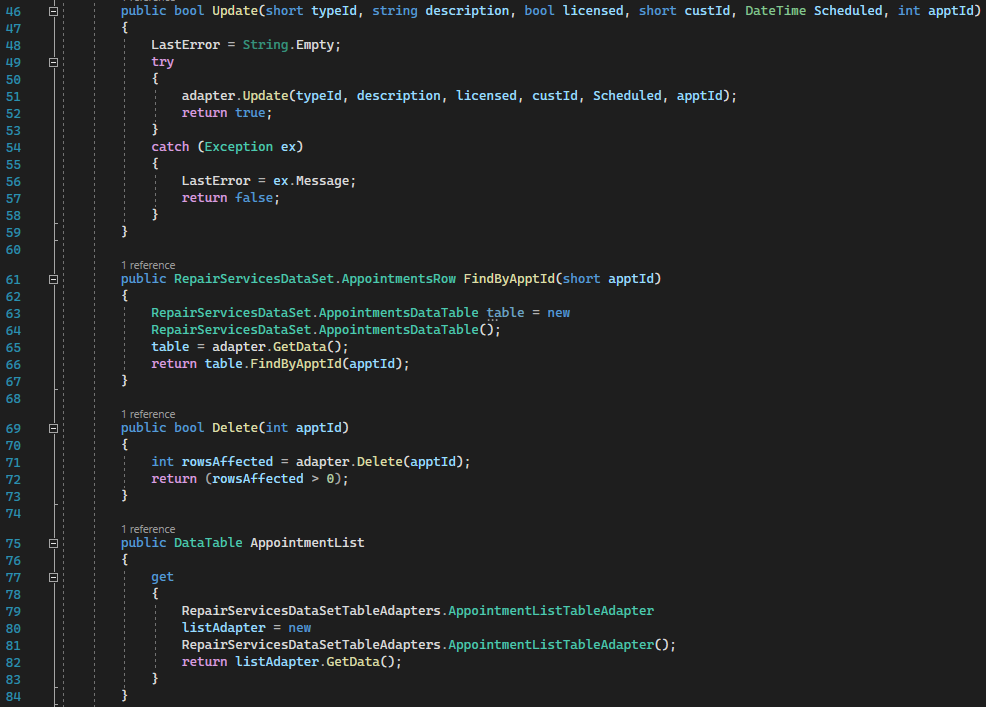 46 public bool Update(short typeId, string description, bool licensed, short custId, DateTime Scheduled, int apptId)
47 {
48 LastError = String.Empty;
49 try
50 {
51 adapter.Update(typeId, description, licensed, custId, Scheduled, apptId);
52 return true;
53 }
54 catch (Exception ex)
55 {
56 LastError = ex.Message;
57 return false;
58 }
59 }
60
1 reference
61 public RepairServicesDataSet.AppointmentsRow FindByApptId(short apptId)
62 {
63 RepairServicesDataSet.AppointmentsDataTable table = new
64 RepairServicesDataSet.AppointmentsDataTable();
65 table = adapter.GetData();
66 return table.FindByApptId(apptId);
67 }
68
1 reference
69 public bool Delete(int apptId)
70 {
71 int rowsAffected = adapter.Delete(apptId);
72 return (rowsAffected > 0);
73 }
74
1 reference
75 public DataTable AppointmentList
76 {
77 get
78 {
79 RepairServicesDataSetTableAdapters.AppointmentListTableAdapter
80 listAdapter = new
81 RepairServicesDataSetTableAdapters.AppointmentListTableAdapter();
82 return listAdapter.GetData();
83 }
84 }